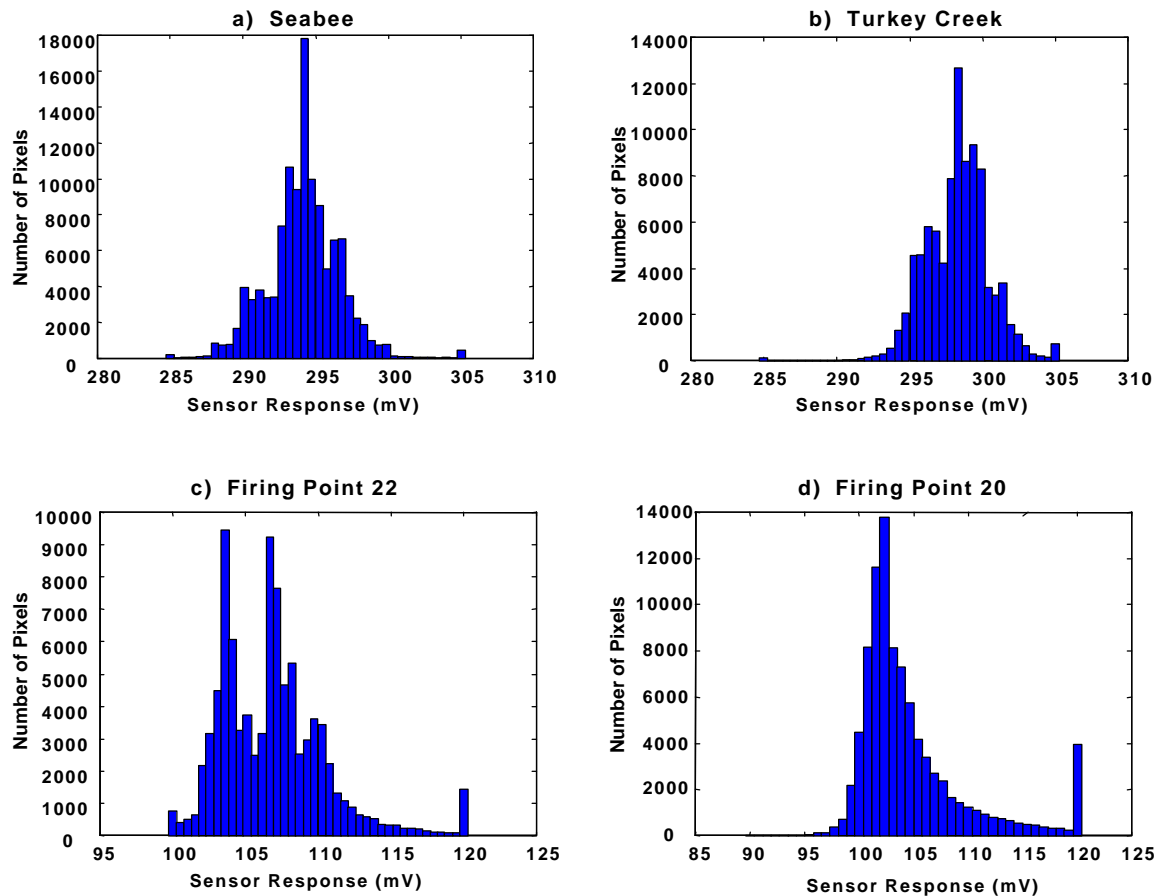 a) Seabee
18000
16000
14000
12000
10000
8000
6000
4000
2000
0
Number of Pixels
280 285 290 295 300 305 310
Sensor Response (mV)
b) Turkey Creek
14000
12000
10000
8000
6000
4000
2000
0
Number of Pixels
280 285 290 295 300 305 310
Sensor Response (mV)
c) Firing Point 22
10000
9000
8000
7000
6000
5000
4000
3000
2000
1000
0
Number of Pixels
95 100 105 110 115 120 125
Sensor Response (mV)
d) Firing Point 20
14000
12000
10000
8000
6000
4000
2000
0
Number of Pixels
85 90 95 100 105 110 115 120 125
Sensor Response (mV)